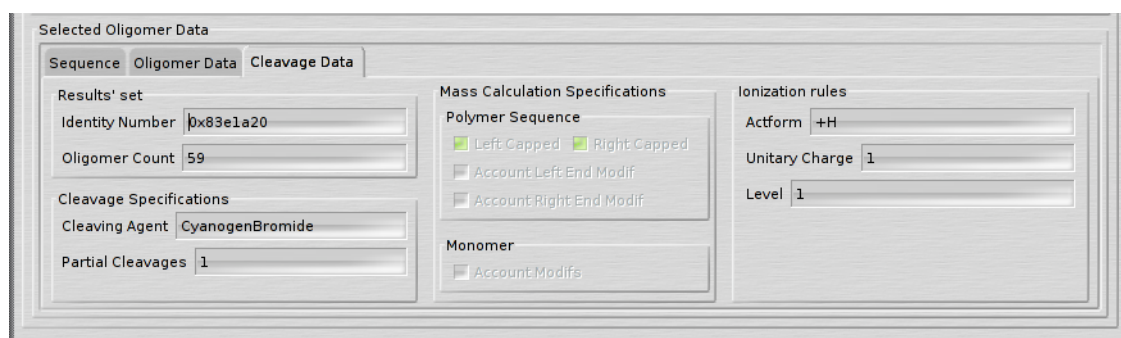 Selected Oligomer Data
Sequence Oligomer Data Cleavage Data
Results' set
Identity Number 0x83e1a20
Oligomer Count 59
Cleavage Specifications
Cleaving Agent CyanogenBromide
Partial Cleavages 1
Mass Calculation Specifications
Polymer Sequence
Left Capped Right Capped
Account Left End Modif
Account Right End Modif
Monomer
Account Modifs
Ionization rules
Actform +H
Unitary Charge 1
Level 1